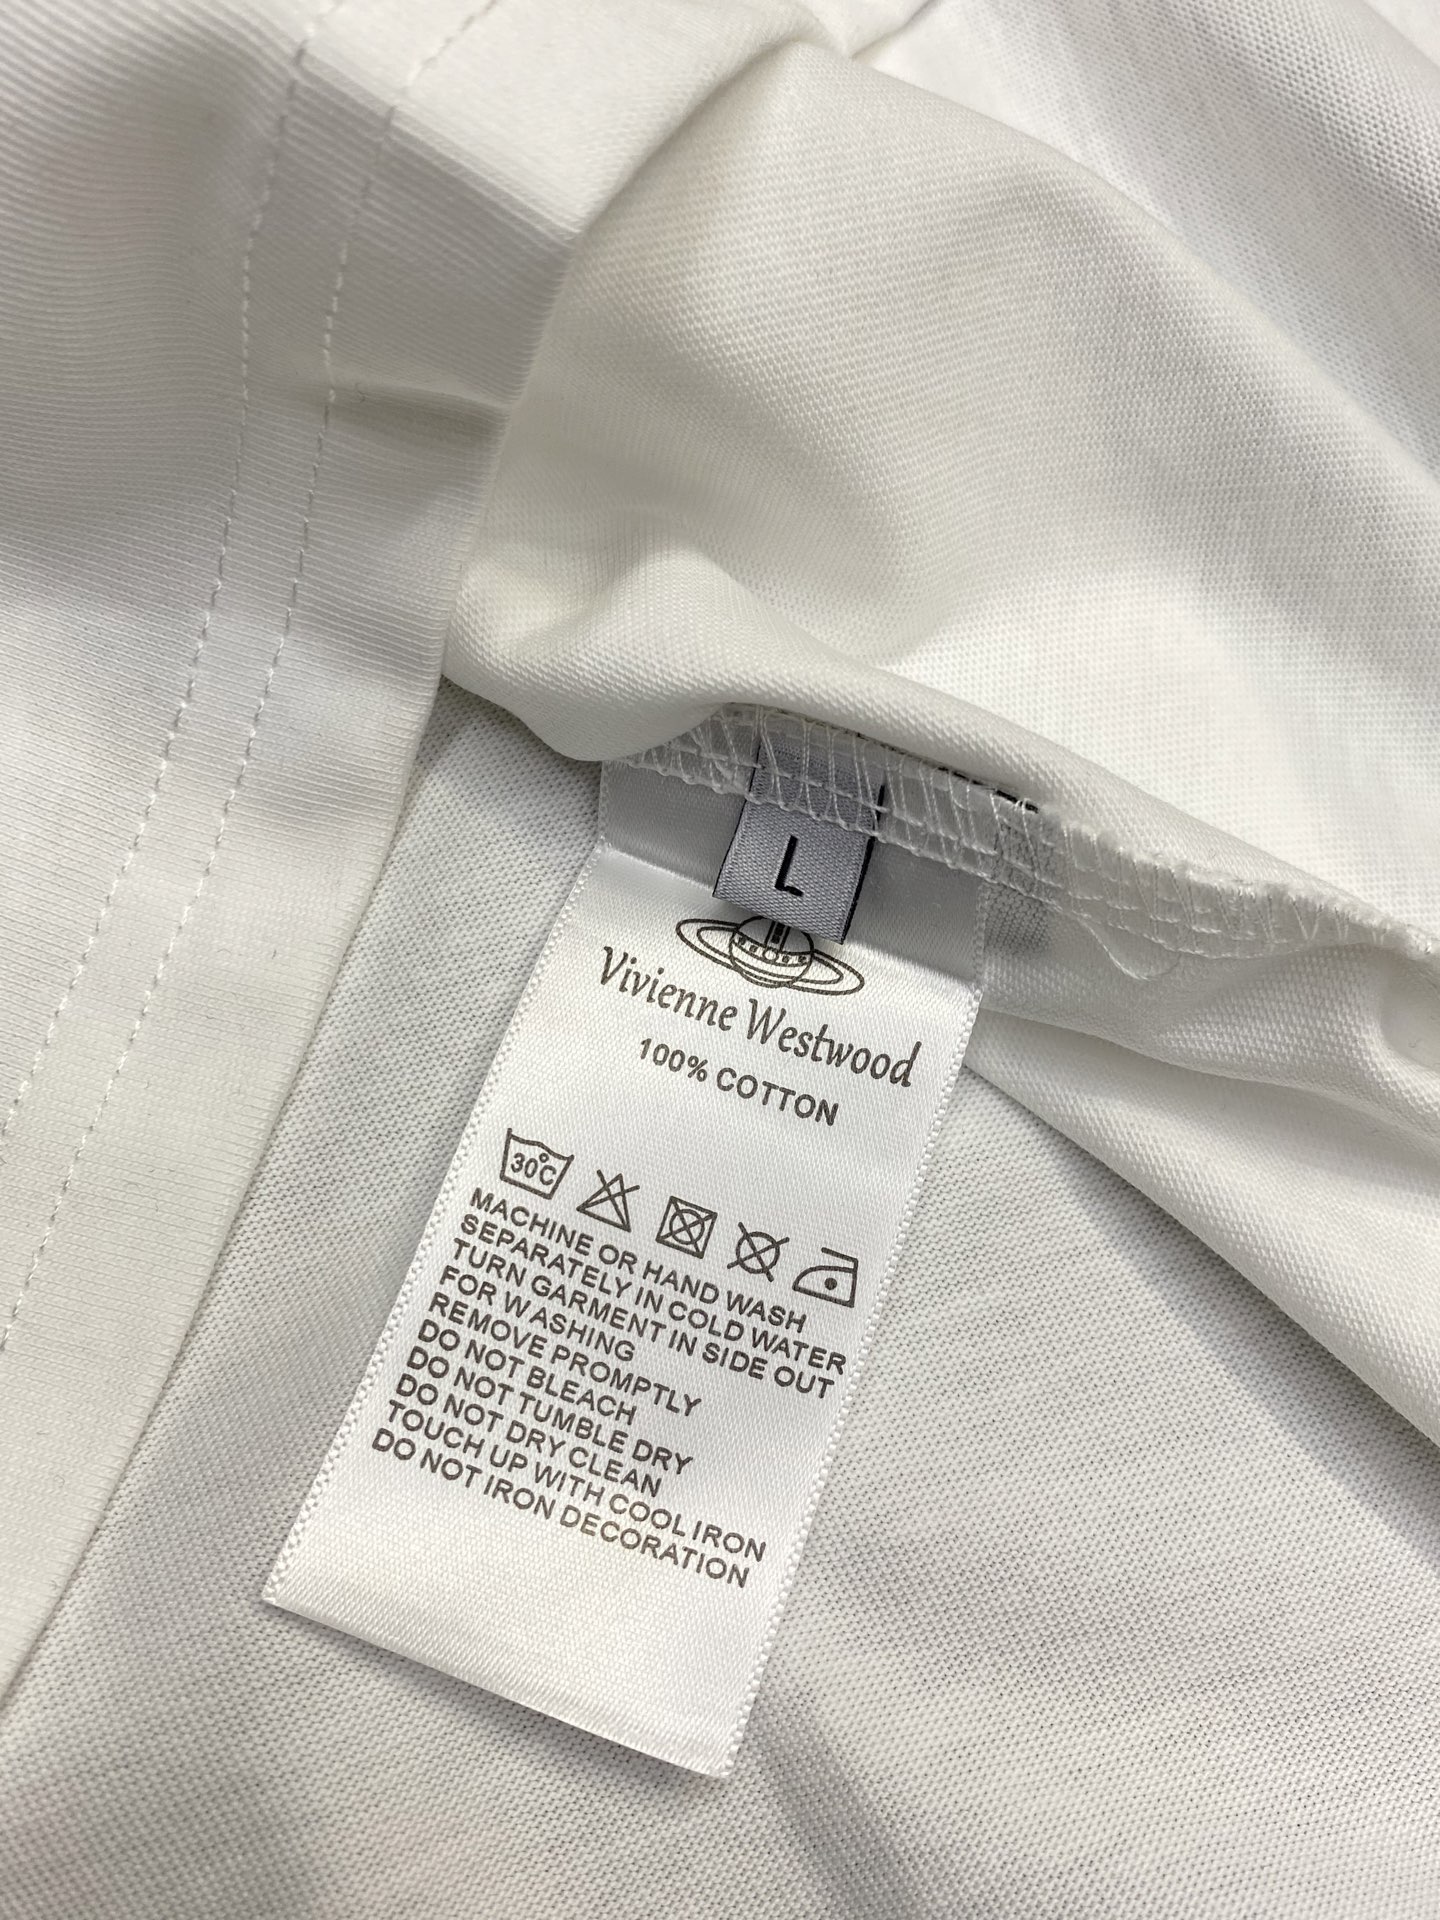 L
Vivienne Westwood
100% COTTON
30°C
MACHINE OR HAND WASH
SEPARATELY IN COLD WATER
TURN GARMENT IN SIDE OUT
FOR WASHING
REMOVE PROMPTLY
DO NOT BLEACH
DO NOT TUMBLE DRY
DO NOT DRY CLEAN
TOUCH UP WITH COOL IRON
DO NOT IRON DECORATION